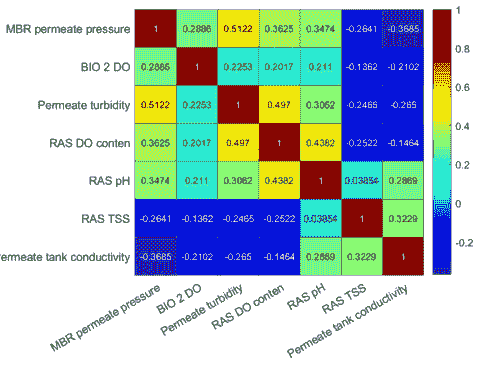 MBR permeate pressure 1 0.2886 0.5122 0.3625 0.3474 -0.2641 -0.3685
BIO 2 DO 0.2886 1 0.2253 0.2017 0.211 -0.1362 -0.2102
Permeate turbidity 0.5122 0.2253 1 0.497 0.3062 -0.2465 -0.265
RAS DO conten 0.3625 0.2017 0.497 1 0.4382 -0.2522 -0.1464
RAS pH 0.3474 0.211 0.3062 0.4382 1 0.03854 0.2869
RAS TSS -0.2641 -0.1362 -0.2465 -0.2522 0.03854 1 0.3229
ermeate tank conductivity -0.3685 -0.2102 -0.265 -0.1464 0.2869 0.3229 1
MBR permeate pressure
BIO 2 DO
Permeate turbidity
RAS DO conten
RAS pH
RAS TSS
Permeate tank conductivity
1
0.8
0.6
0.4
0.2
0
-0.2